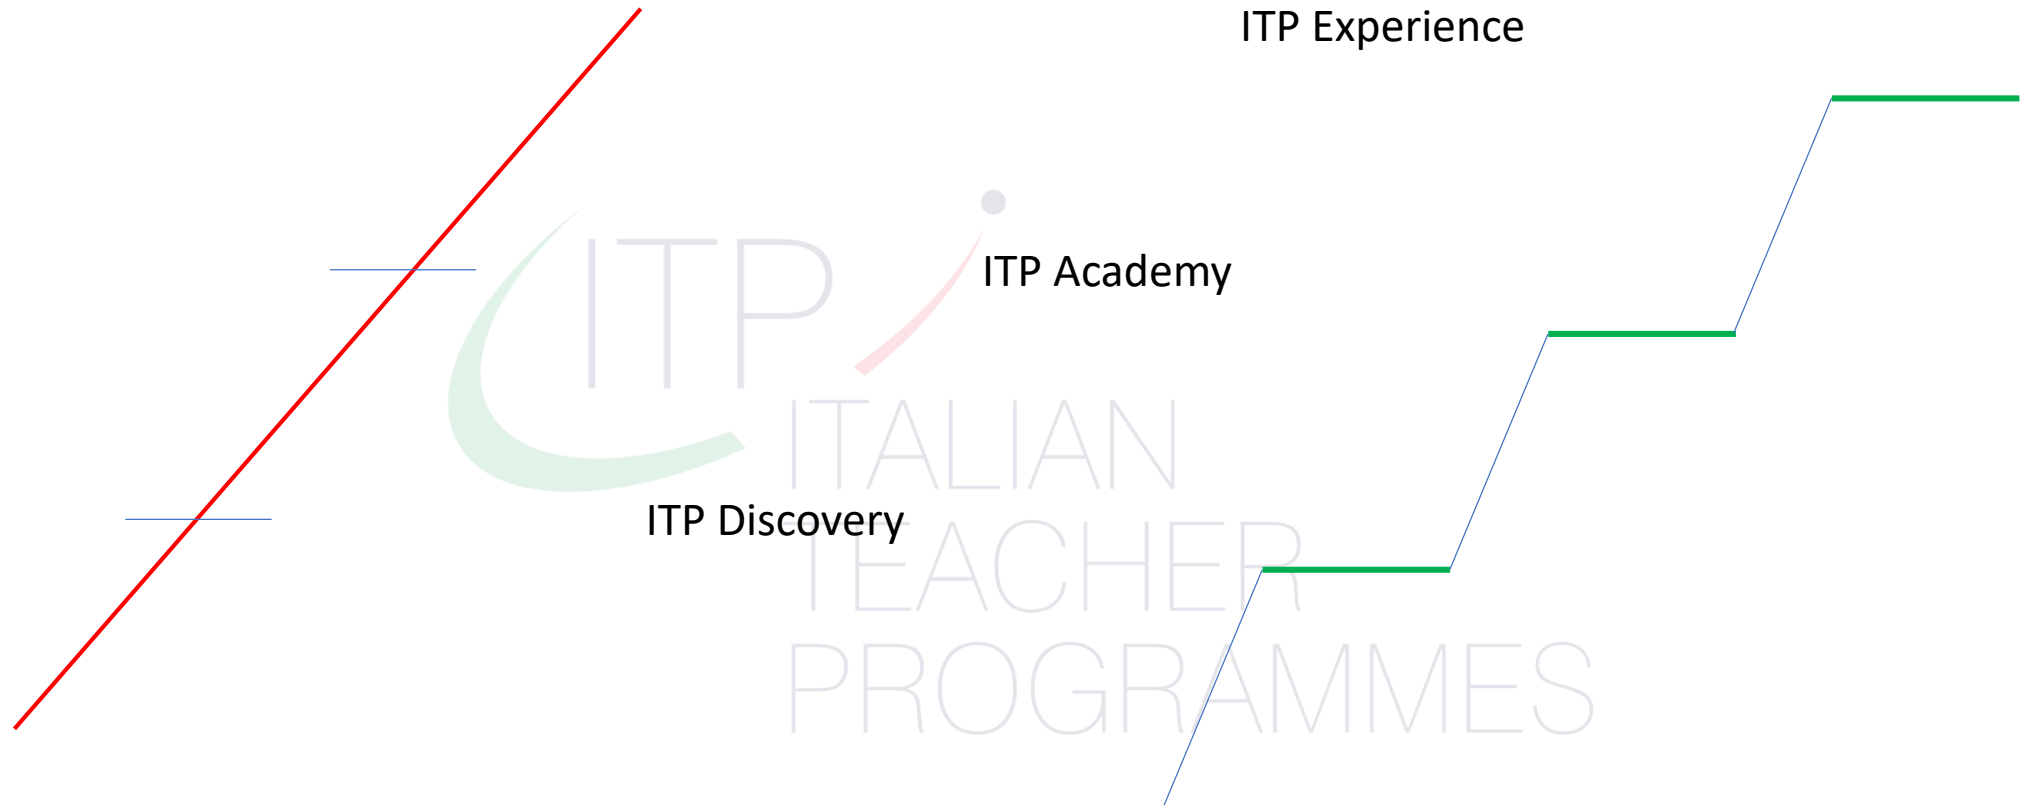 ITP Experience
ITP
ITP Academy
ITALIAN
ITP Discovery
TEACHER
PROGRAMMES